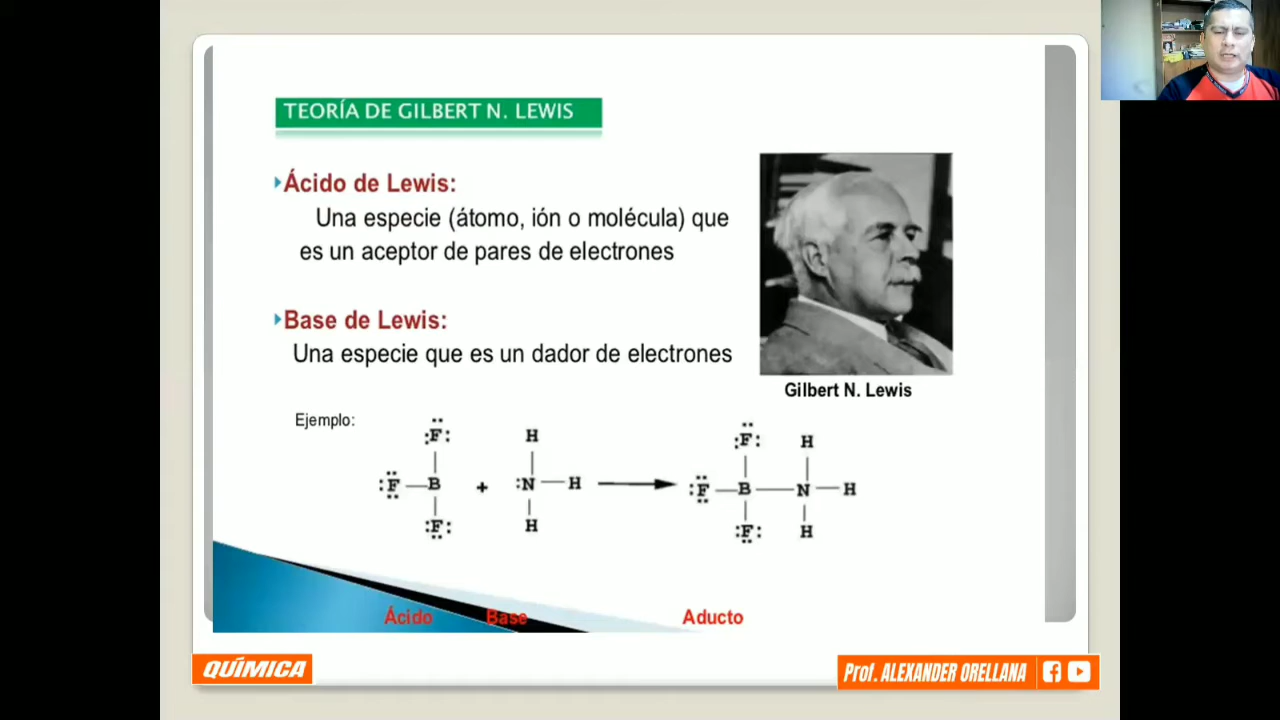 TEORÍA DE GILBERT N. LEWIS
Ácido de Lewis:
Una especie (átomo, ión o molécula) que
es un aceptor de pares de electrones
Base de Lewis:
Una especie que es un dador de electrones
Gilbert N. Lewis
Ejemplo:
:F: H :F: H
:F — B + :N — H :F — B — N — H
:F: H :F: H
Ácido Base Aducto
QUÍMICA
Prof. ALEXANDER ORELLANA